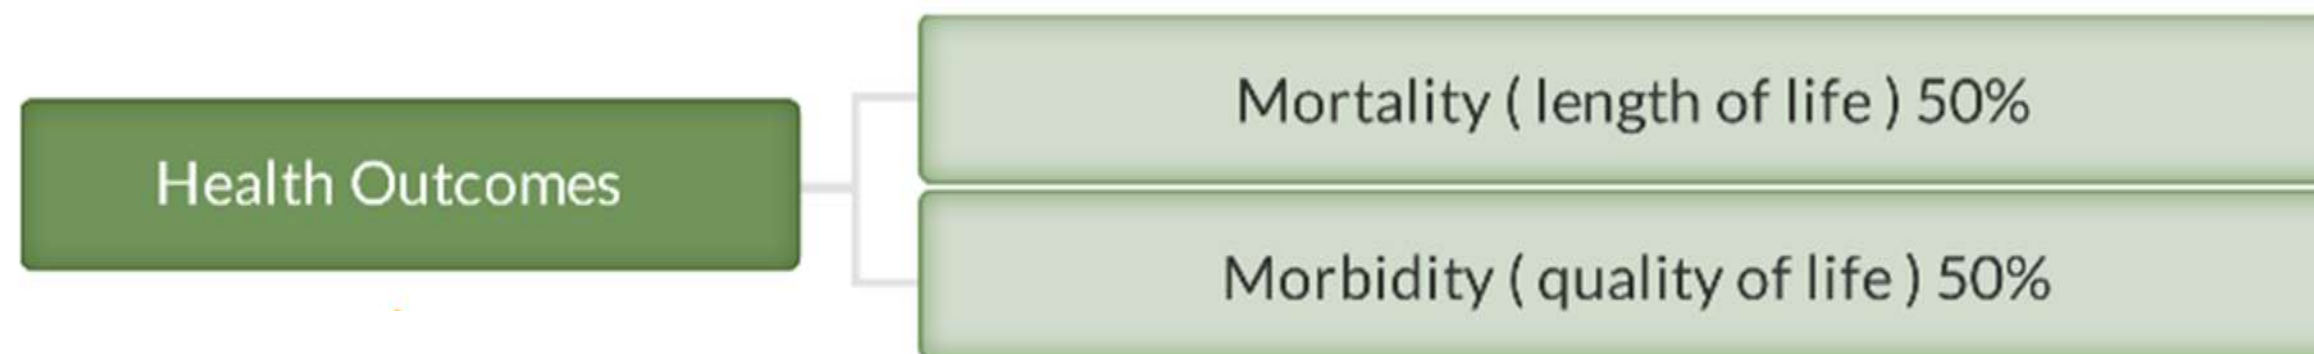 Mortality ( length of life ) 50%
Health Outcomes
Morbidity ( quality of life ) 50%